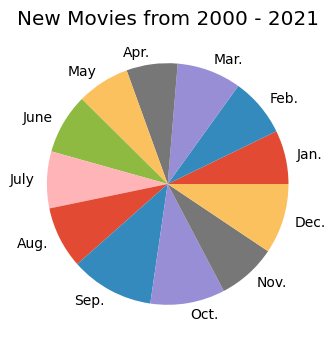 New Movies from 2000 - 2021
Apr.
Mar.
May
Feb.
June
Jan.
July
Dec.
Aug.
Nov.
Sep.
Oct.